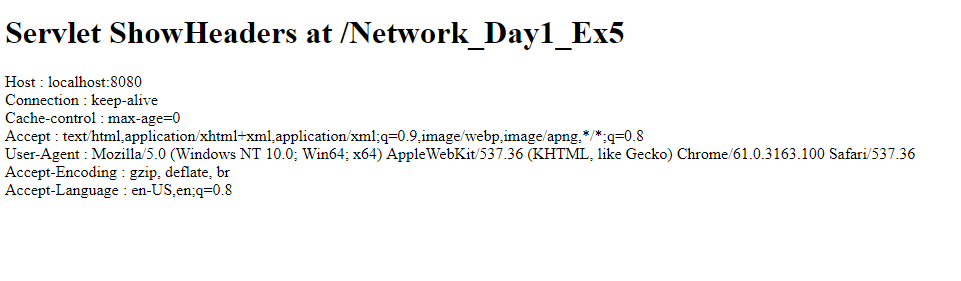 Servlet ShowHeaders at /Network_Day1_Ex5
Host : localhost:8080
Connection : keep-alive
Cache-control : max-age=0
Accept : text/html,application/xhtml+xml,application/xml;q=0.9,image/webp,image/apng,*/*;q=0.8
User-Agent : Mozilla/5.0 (Windows NT 10.0; Win64; x64) AppleWebKit/537.36 (KHTML, like Gecko) Chrome/61.0.3163.100 Safari/537.36
Accept-Encoding : gzip, deflate, br
Accept-Language : en-US,en;q=0.8